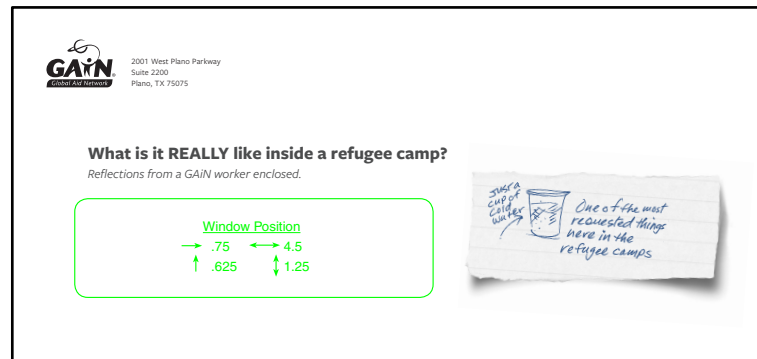 GAiN®
Global Aid Network
2001 West Plano Parkway
Suite 2200
Plano, TX 75075
What is it REALLY like inside a refugee camp?
Reflections from a GAiN worker enclosed.
Window Position
.75 4.5
.625 1.25
just a
cup of
cold
water
One of the most
requested things
here in the
refugee camps